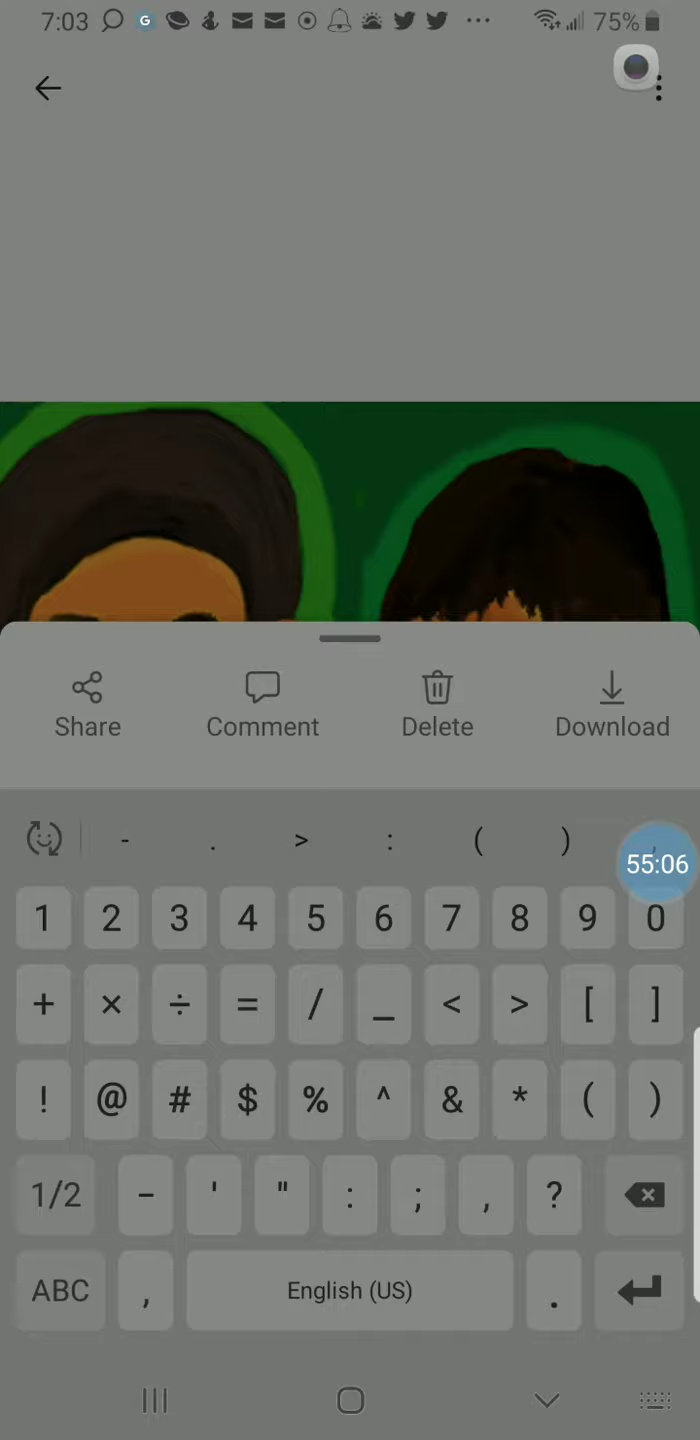 7:03 G 75%
Share Comment Delete Download
- . > : ( ) ,
55:06
1 2 3 4 5 6 7 8 9 0
+ × ÷ = / _ < > [ ]
! @ # $ % ^ & * ( )
1/2 - ' " : ; , ?
ABC , English (US) .